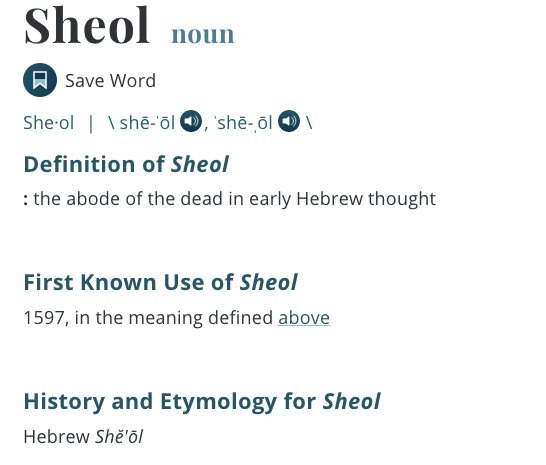 Sheol noun
Save Word
She·ol | \ shē-ˈōl , ˈshē-ˌōl \
Definition of Sheol
: the abode of the dead in early Hebrew thought
First Known Use of Sheol
1597, in the meaning defined above
History and Etymology for Sheol
Hebrew Shĕ'ōl